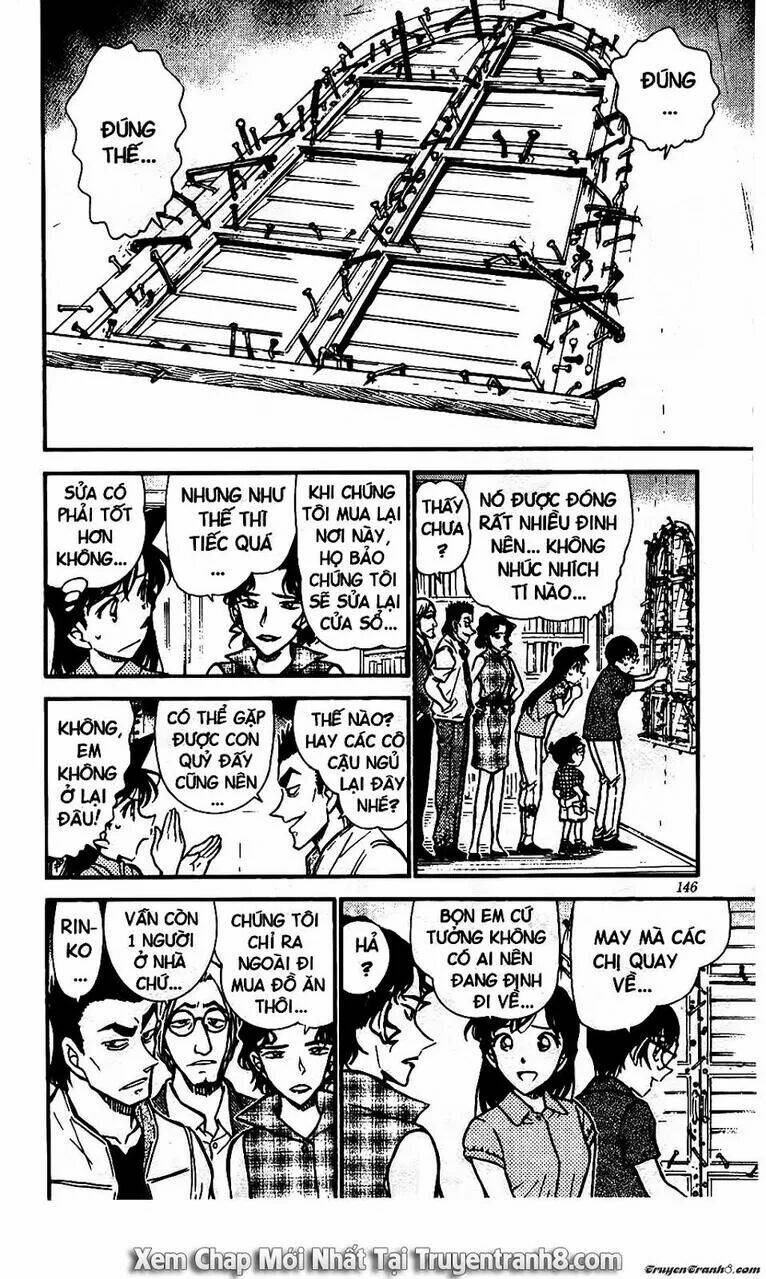 ĐÚNG
...
ĐÚNG
THẾ...
THẤY
CHƯA
?
NÓ ĐƯỢC ĐÓNG
RẤT NHIỀU ĐINH
NÊN... KHÔNG
NHÚC NHÍCH
TÍ NÀO...
KHI CHÚNG
TÔI MUA LẠI
NƠI NÀY,
HỌ BẢO
CHÚNG TÔI
SẼ SỬA LẠI
CỬA SỔ...
NHƯNG NHƯ
THẾ THÌ
TIẾC QUÁ
...
SỬA CÓ
PHẢI TỐT
HƠN
KHÔNG...
THẾ NÀO?
HAY CÁC CÔ
CẬU NGỦ
LẠI ĐÂY
NHÉ?
CÓ THỂ GẶP
ĐƯỢC CON
QUỶ ĐẤY
CŨNG NÊN
...
KHÔNG,
EM
KHÔNG
Ở LẠI
ĐÂU!
146
MAY MÀ CÁC
CHỊ QUAY
VỀ...
BỌN EM CỨ
TƯỞNG KHÔNG
CÓ AI NÊN
ĐANG ĐỊNH
ĐI VỀ...
HẢ
?
CHÚNG TÔI
CHỈ RA
NGOÀI ĐI
MUA ĐỒ ĂN
THÔI...
VẪN CÒN
1 NGƯỜI
Ở NHÀ
CHỨ...
RIN-
KO
...
Xem Chap Mới Nhất Tại Truyentranh8.com
TruyenTranh8.com